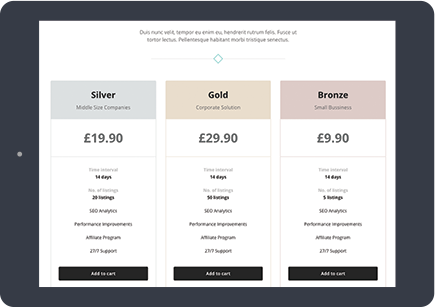 Duis nunc velit, tempor eu enim eu, hendrerit rutrum felis. Fusce ut
tortor lectus. Pellentesque habitant morbi tristique senectus.
Silver
Middle Size Companies
£19.90
Time Interval
14 days
No. of listings
20 listings
SEO Analytics
Performance Improvements
Affiliate Program
27/7 Support
Add to cart
Gold
Corporate Solution
£29.90
Time Interval
14 days
No. of listings
50 listings
SEO Analytics
Performance Improvements
Affiliate Program
27/7 Support
Add to cart
Bronze
Small Bussiness
£9.90
Time Interval
14 days
No. of listings
5 listings
SEO Analytics
Performance Improvements
Affiliate Program
27/7 Support
Add to cart